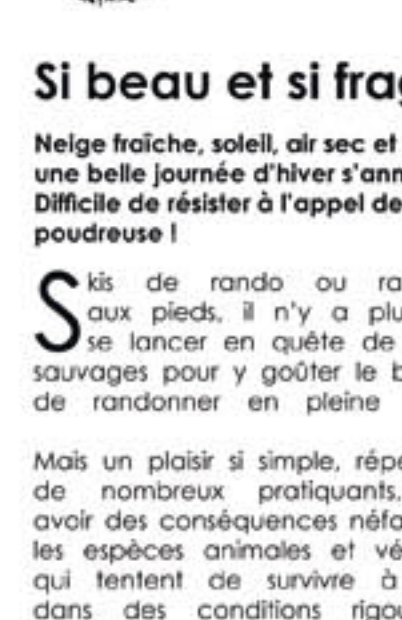 Si beau et si frag
Neige fraîche, soleil, air sec et
une belle journée d'hiver s'ann
Difficile de résister à l'appel de
poudreuse !
Skis de rando ou ra
aux pieds, il n'y a plu
se lancer en quête de
sauvages pour y goûter le b
de randonner en pleine
Mais un plaisir si simple, répé
de nombreux pratiquants,
avoir des conséquences néfa
les espèces animales et vé
qui tentent de survivre à
dans des conditions rigou